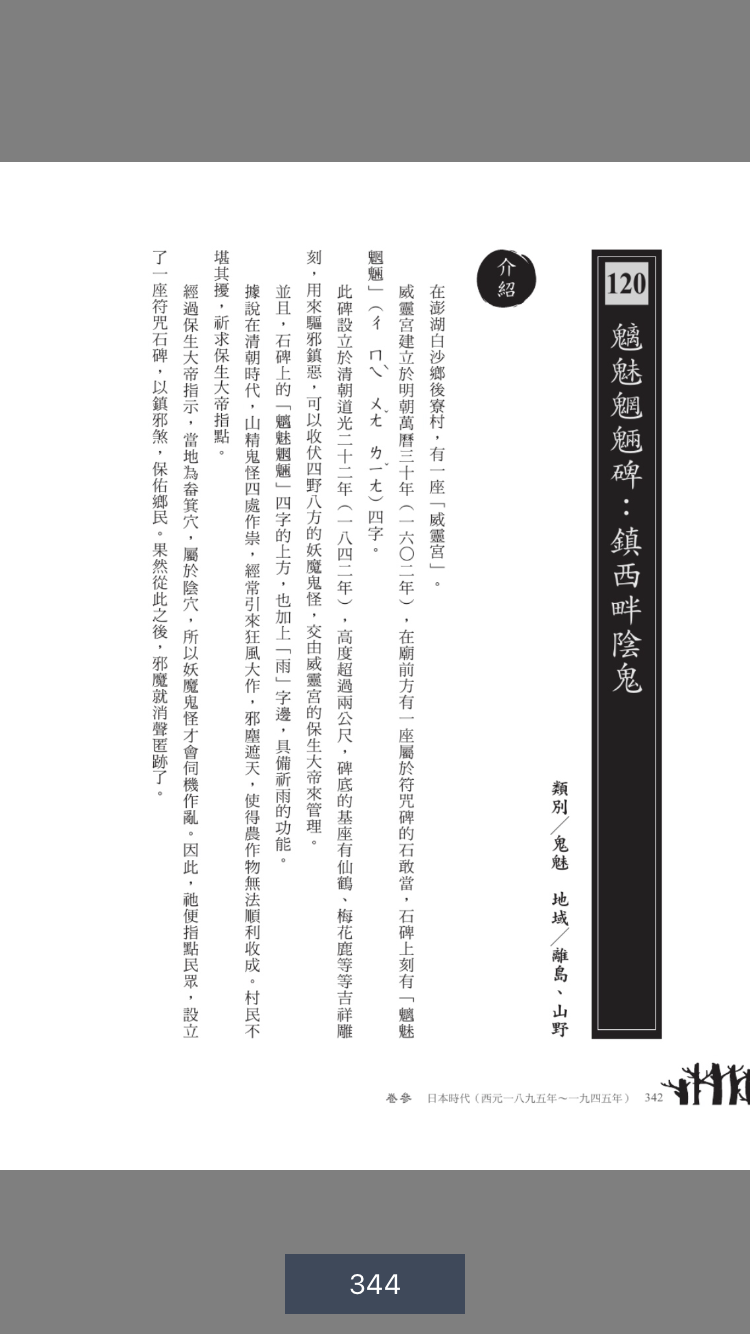 120
魑魅魍魎碑：鎮西畔陰鬼
類別／鬼魅　地域／離島、山野
介紹
在澎湖白沙鄉後寮村，有一座「威靈宮」。
威靈宮建立於明朝萬曆三十年（一六〇二年），在廟前方有一座屬於符咒碑的石敢當，石碑上刻有「魑魅
魍魎」（ㄔ ㄇㄟˋ ㄨㄤˇ ㄌㄧㄤˇ）四字。
此碑設立於清朝道光二十二年（一八四二年），高度超過兩公尺，碑底的基座有仙鶴、梅花鹿等等吉祥雕
刻，用來驅邪鎮惡，可以收伏四野八方的妖魔鬼怪，交由威靈宮的保生大帝來管理。
並且，石碑上的「魑魅魍魎」四字的上方，也加上「雨」字邊，具備祈雨的功能。
據說在清朝時代，山精鬼怪四處作祟，經常引來狂風大作，邪塵遮天，使得農作物無法順利收成。村民不
堪其擾，祈求保生大帝指點。
經過保生大帝指示，當地為畚箕穴，屬於陰穴，所以妖魔鬼怪才會伺機作亂。因此，祂便指點民眾，設立
了一座符咒石碑，以鎮邪煞，保佑鄉民。果然從此之後，邪魔就消聲匿跡了。
卷參　日本時代（西元一八九五年～一九四五年）　342
344